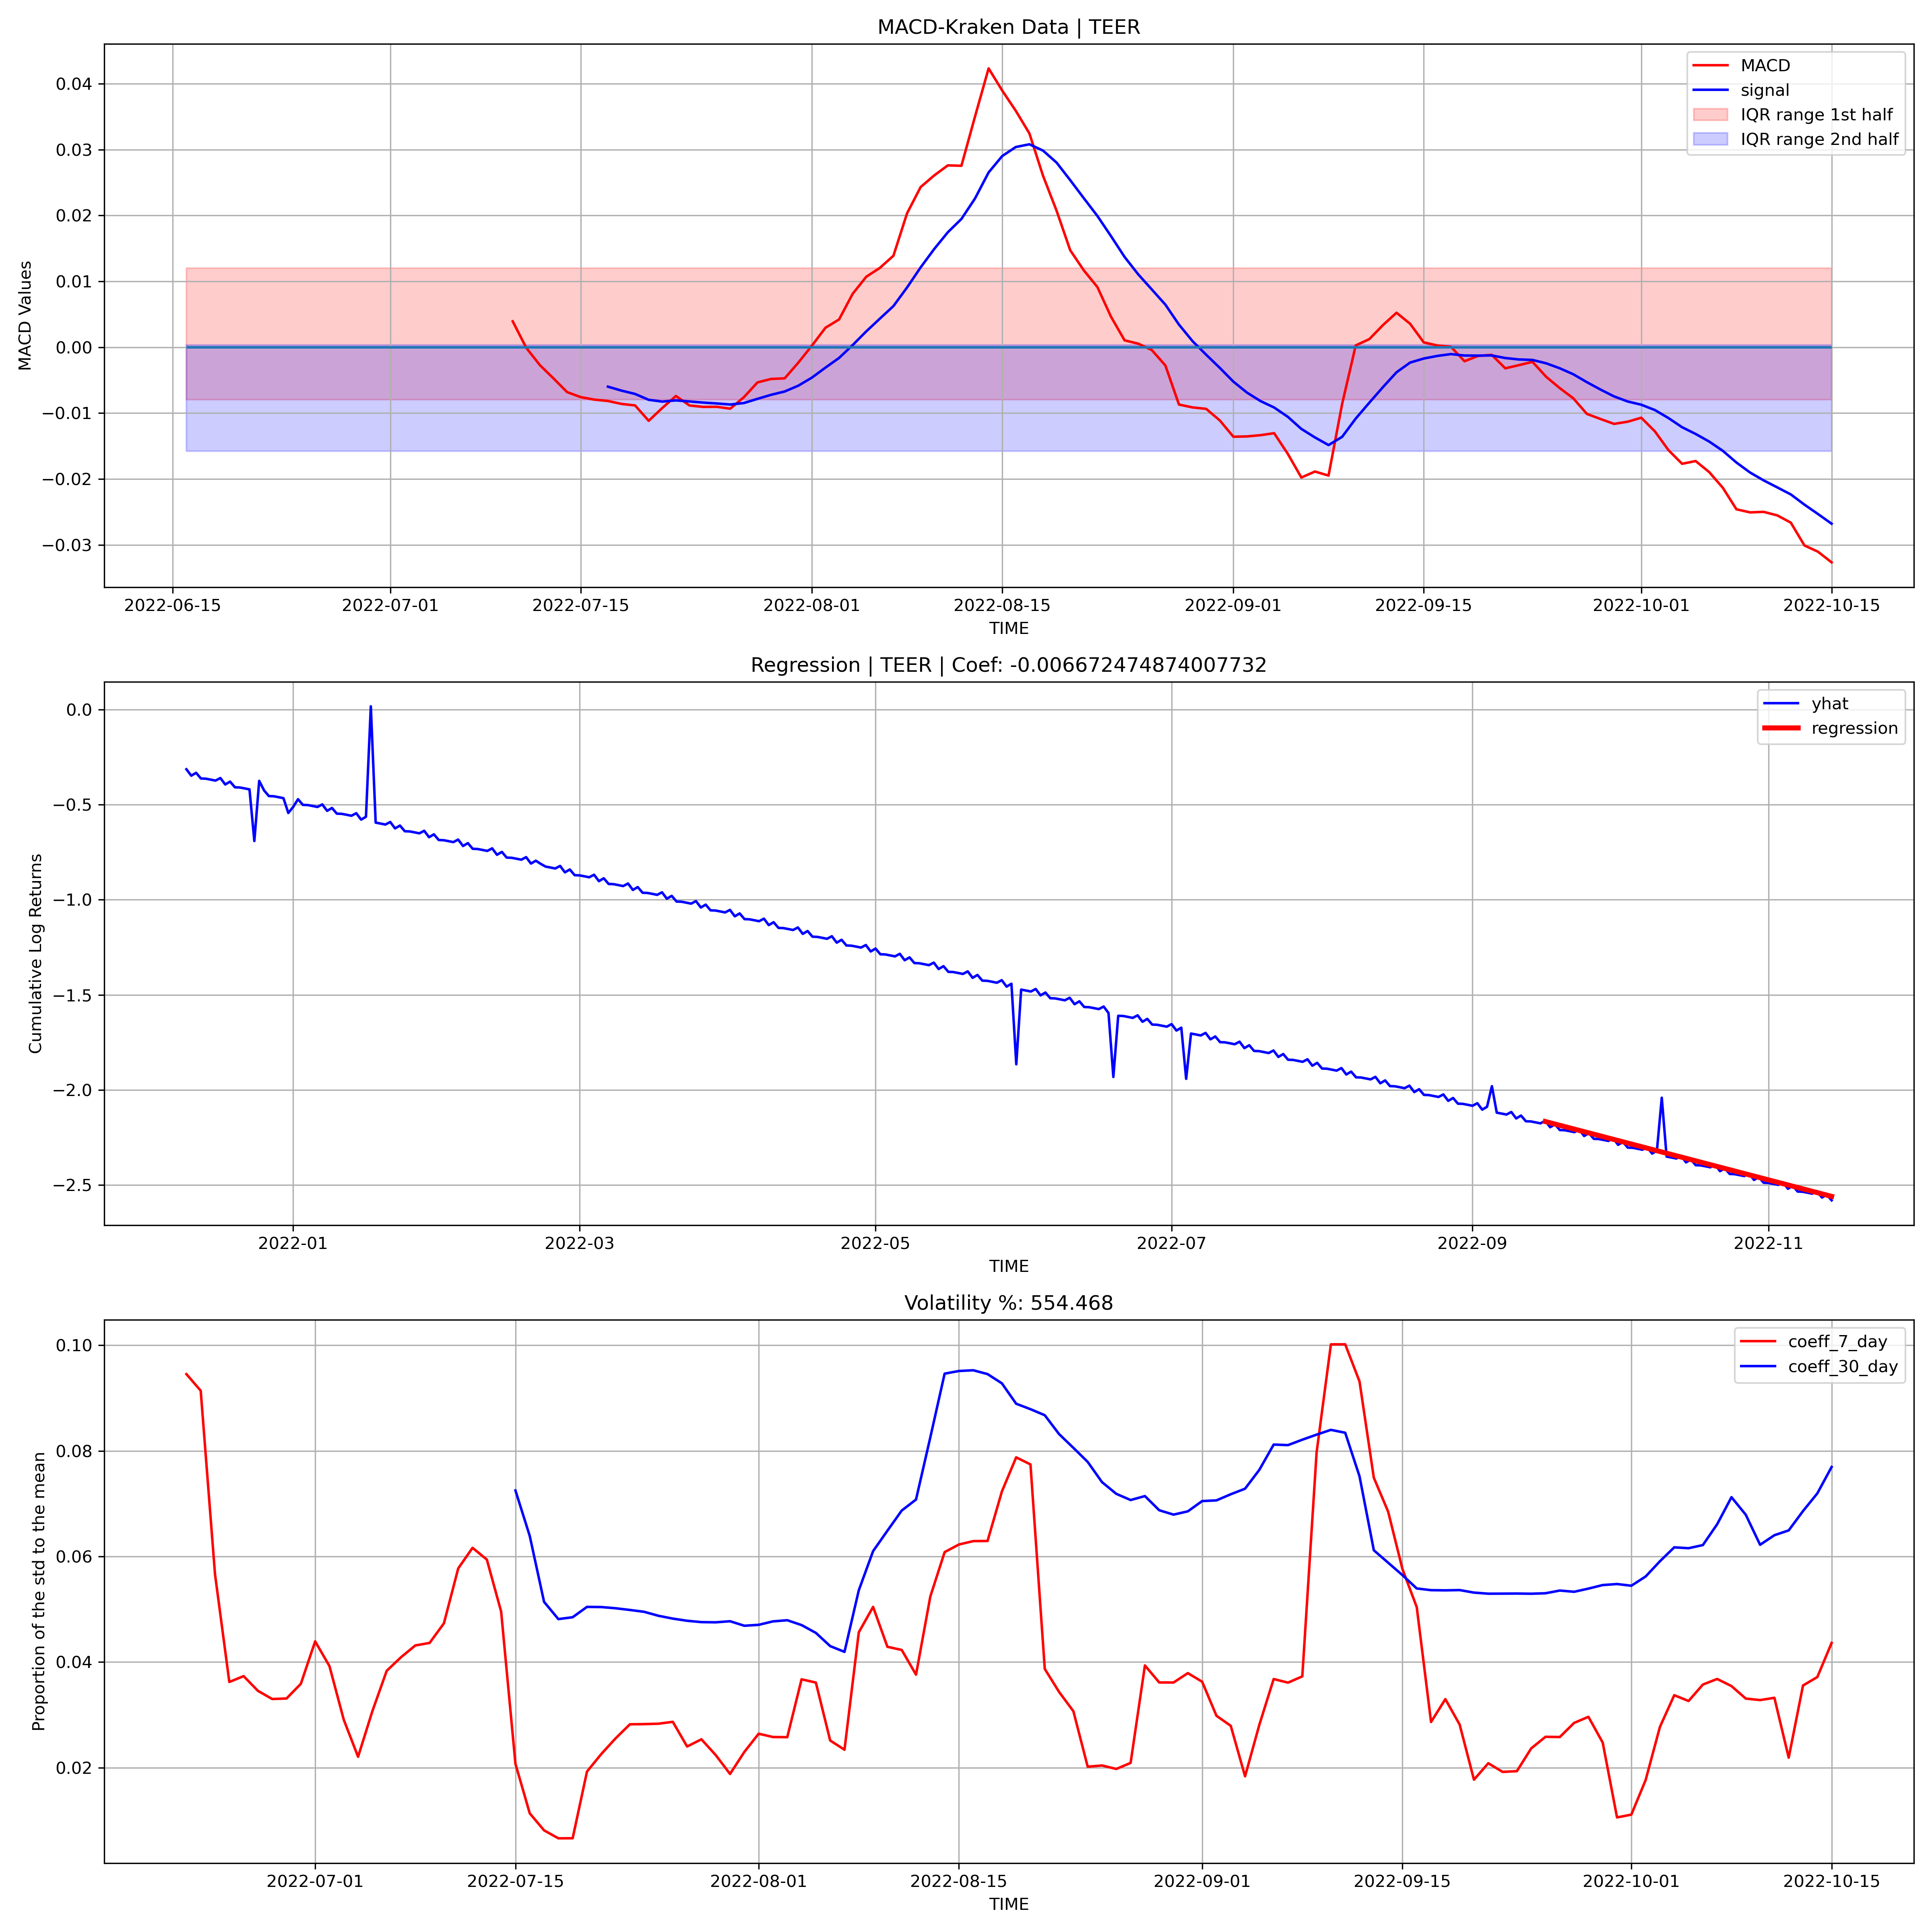 MACD-Kraken Data | TEER
MACD Values
0.04
0.03
0.02
0.01
0.00
−0.01
−0.02
−0.03
MACD
signal
IQR range 1st half
IQR range 2nd half
2022-06-15
2022-07-01
2022-07-15
2022-08-01
2022-08-15
2022-09-01
2022-09-15
2022-10-01
2022-10-15
TIME
Regression | TEER | Coef: -0.006672474874007732
Cumulative Log Returns
0.0
−0.5
−1.0
−1.5
−2.0
−2.5
yhat
regression
2022-01
2022-03
2022-05
2022-07
2022-09
2022-11
TIME
Volatility %: 554.468
Proportion of the std to the mean
0.10
0.08
0.06
0.04
0.02
coeff_7_day
coeff_30_day
2022-07-01
2022-07-15
2022-08-01
2022-08-15
2022-09-01
2022-09-15
2022-10-01
2022-10-15
TIME